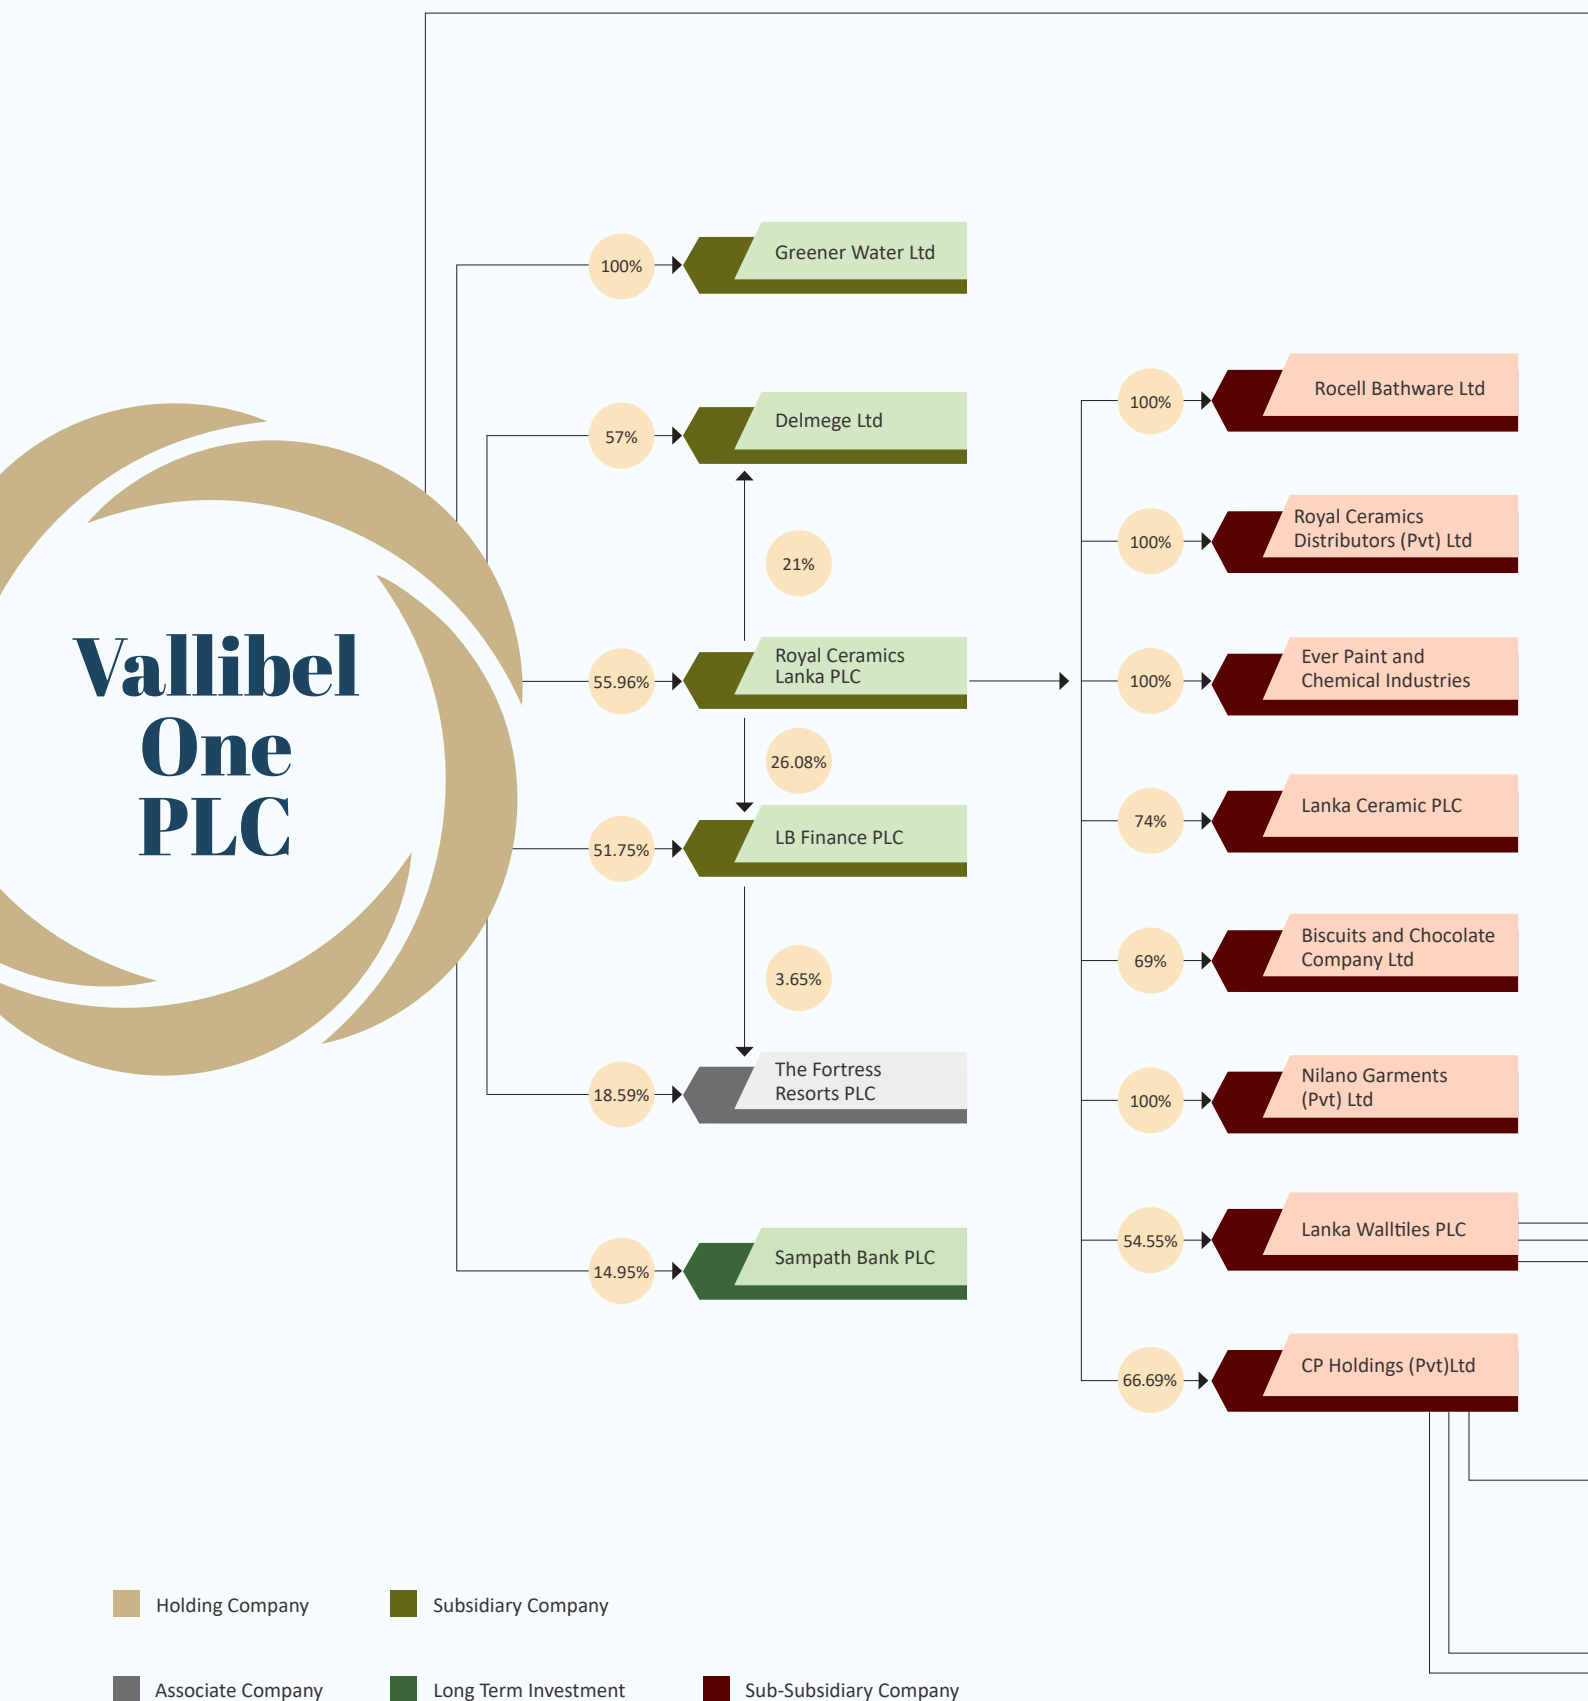 Vallibel
One
PLC
100%
Greener Water Ltd
57%
Delmege Ltd
21%
55.96%
Royal Ceramics
Lanka PLC
26.08%
51.75%
LB Finance PLC
3.65%
18.59%
The Fortress
Resorts PLC
14.95%
Sampath Bank PLC
100%
Rocell Bathware Ltd
100%
Royal Ceramics
Distributors (Pvt) Ltd
100%
Ever Paint and
Chemical Industries
74%
Lanka Ceramic PLC
69%
Biscuits and Chocolate
Company Ltd
100%
Nilano Garments
(Pvt) Ltd
54.55%
Lanka Walltiles PLC
66.69%
CP Holdings (Pvt)Ltd
Holding Company
Subsidiary Company
Associate Company
Long Term Investment
Sub-Subsidiary Company